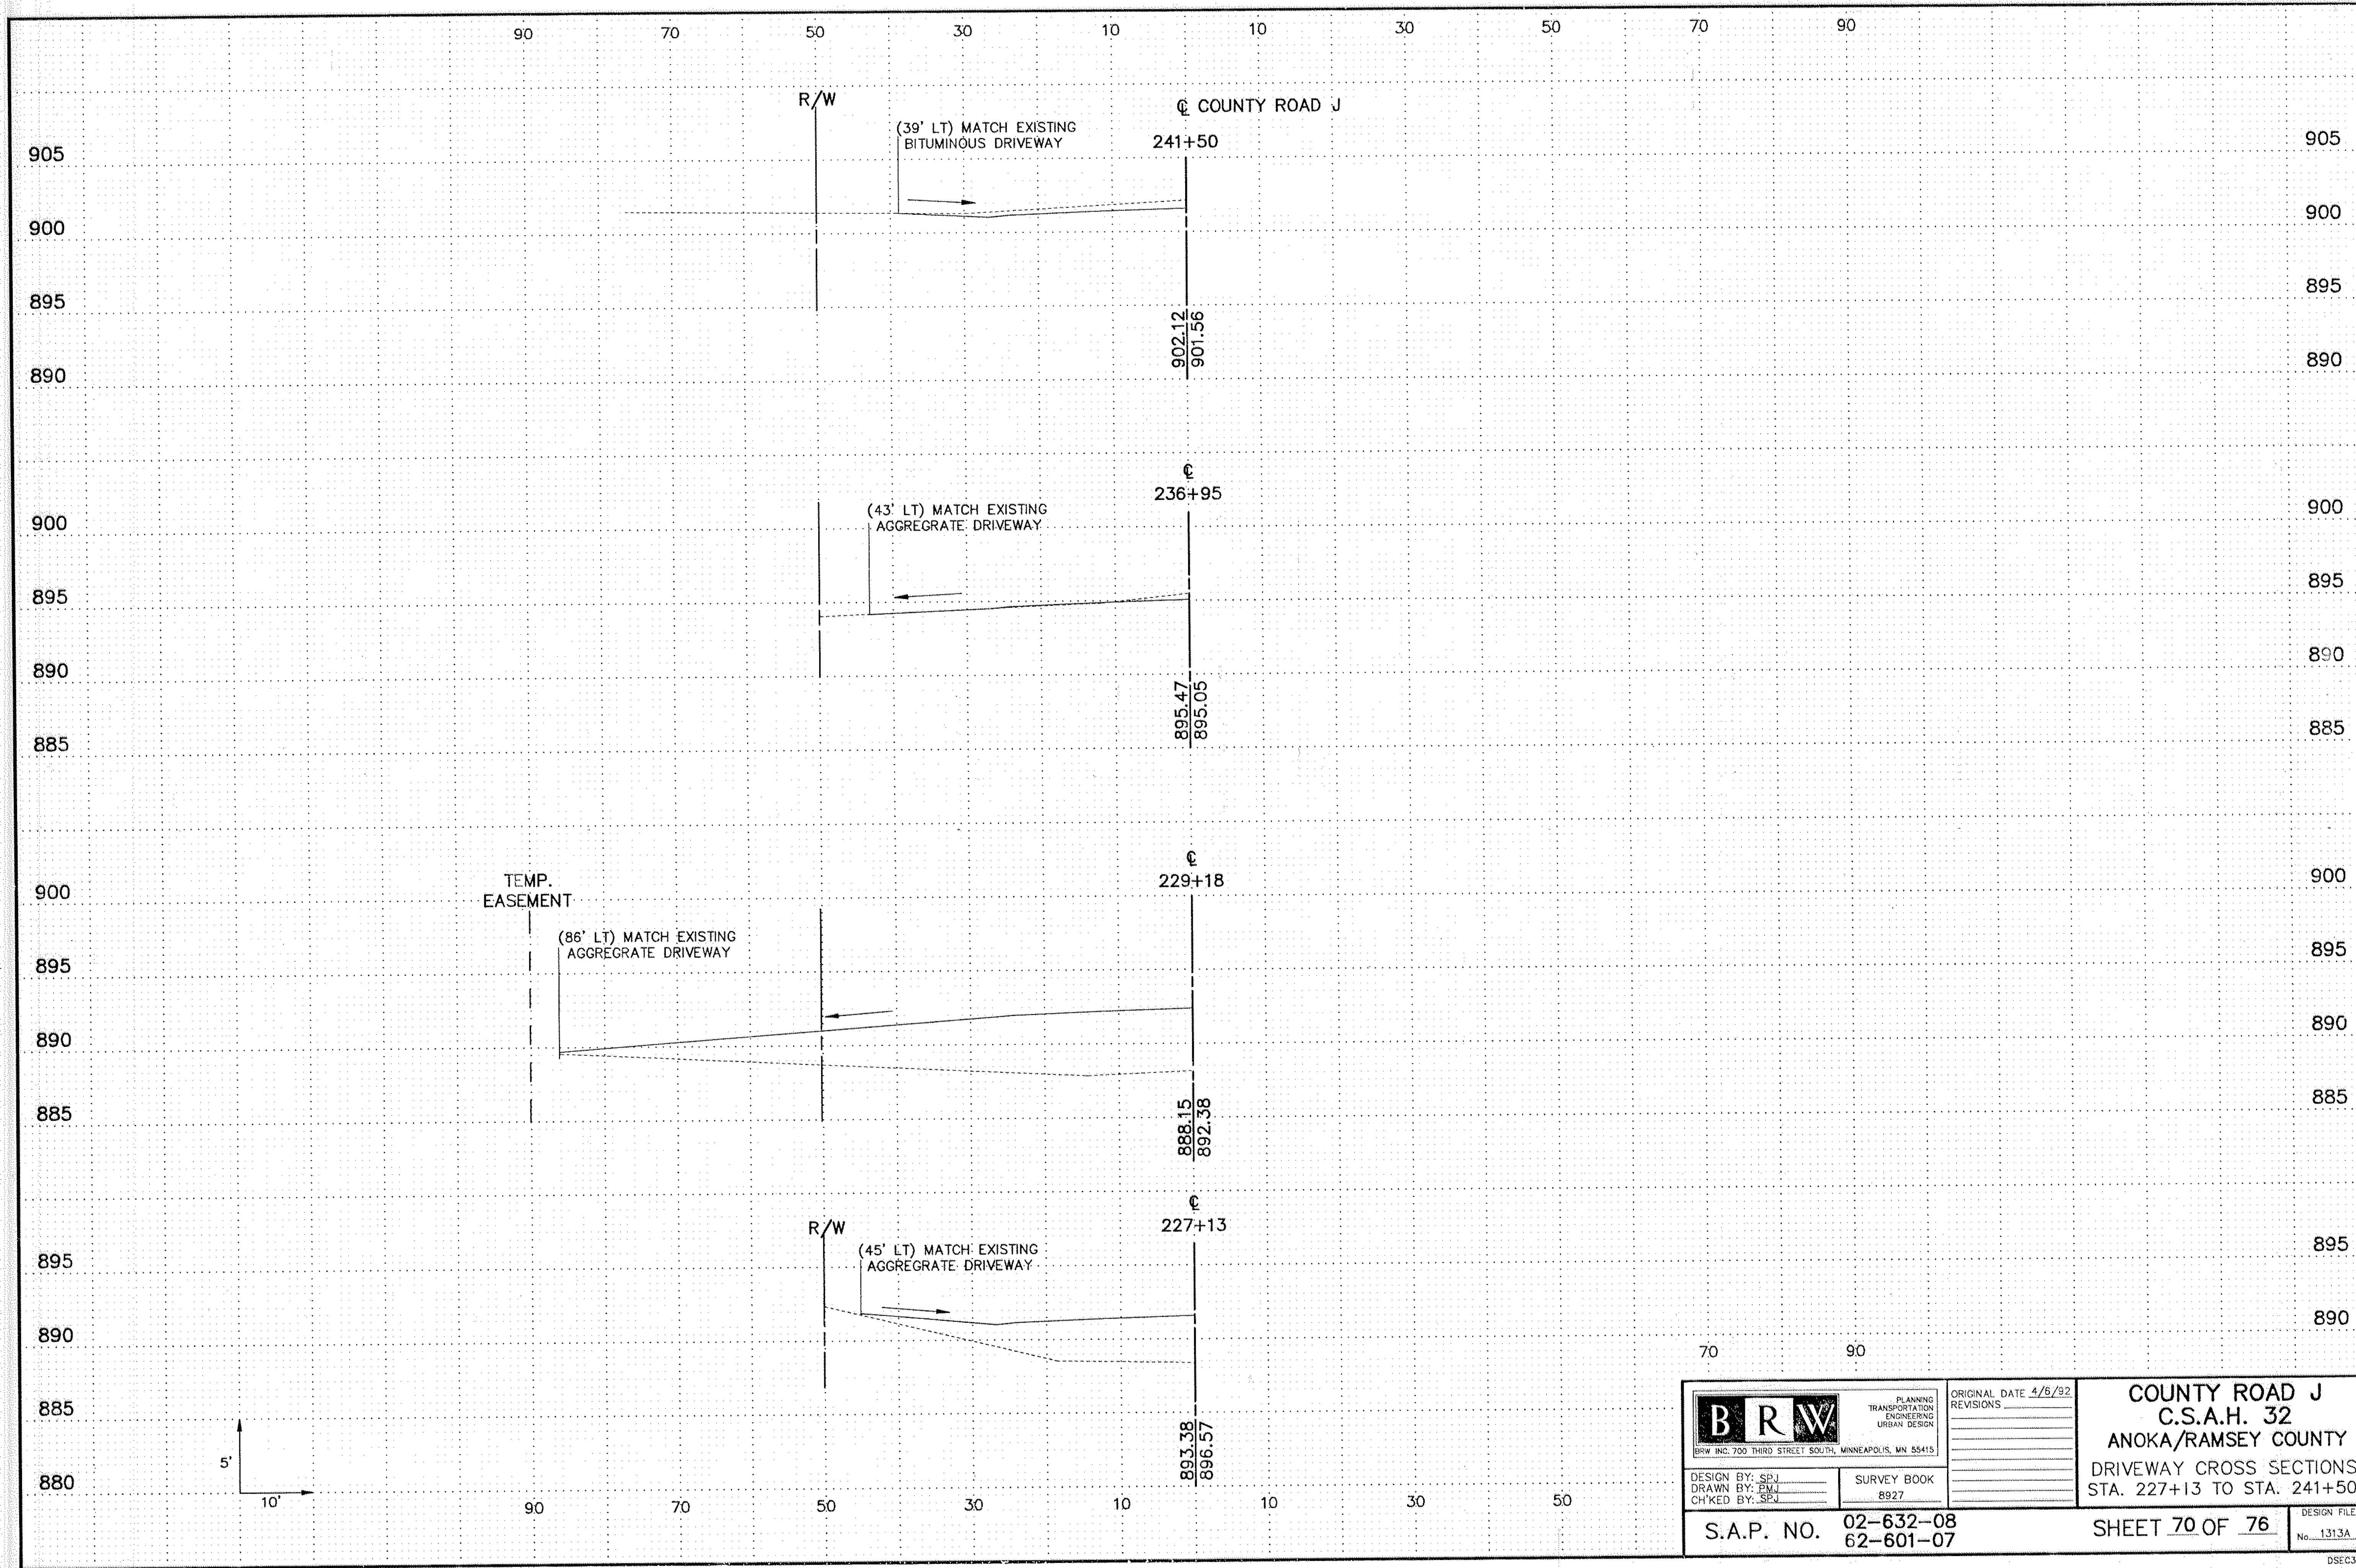 90 70 50 30 10 10 30 50 70 90
R/W
℄ COUNTY ROAD J
(39' LT) MATCH EXISTING
BITUMINOUS DRIVEWAY
241+50
905 905
900 900
895 895
902.12
901.56
890 890
℄
236+95
(43' LT) MATCH EXISTING
AGGREGRATE DRIVEWAY
900 900
895 895
890 890
895.47
895.05
885 885
℄
229+18
TEMP.
EASEMENT
900 900
(86' LT) MATCH EXISTING
AGGREGRATE DRIVEWAY
895 895
890 890
885 885
888.15
892.38
℄
227+13
R/W
(45' LT) MATCH EXISTING
AGGREGRATE DRIVEWAY
895 895
890 890
885
893.38
896.57
880
5'
10'
90 70 50 30 10 10 30 50
70 90
BRW
PLANNING
TRANSPORTATION
ENGINEERING
URBAN DESIGN
BRW INC. 700 THIRD STREET SOUTH, MINNEAPOLIS, MN 55415
DESIGN BY: SPJ
DRAWN BY: PMJ
CH'KED BY: SPJ
SURVEY BOOK
8927
ORIGINAL DATE 4/6/92
REVISIONS
COUNTY ROAD J
C.S.A.H. 32
ANOKA/RAMSEY COUNTY
DRIVEWAY CROSS SECTIONS
STA. 227+13 TO STA. 241+50
S.A.P. NO. 02-632-08
62-601-07
SHEET 70 OF 76
DESIGN FILE
No. 1313A
DSEC3